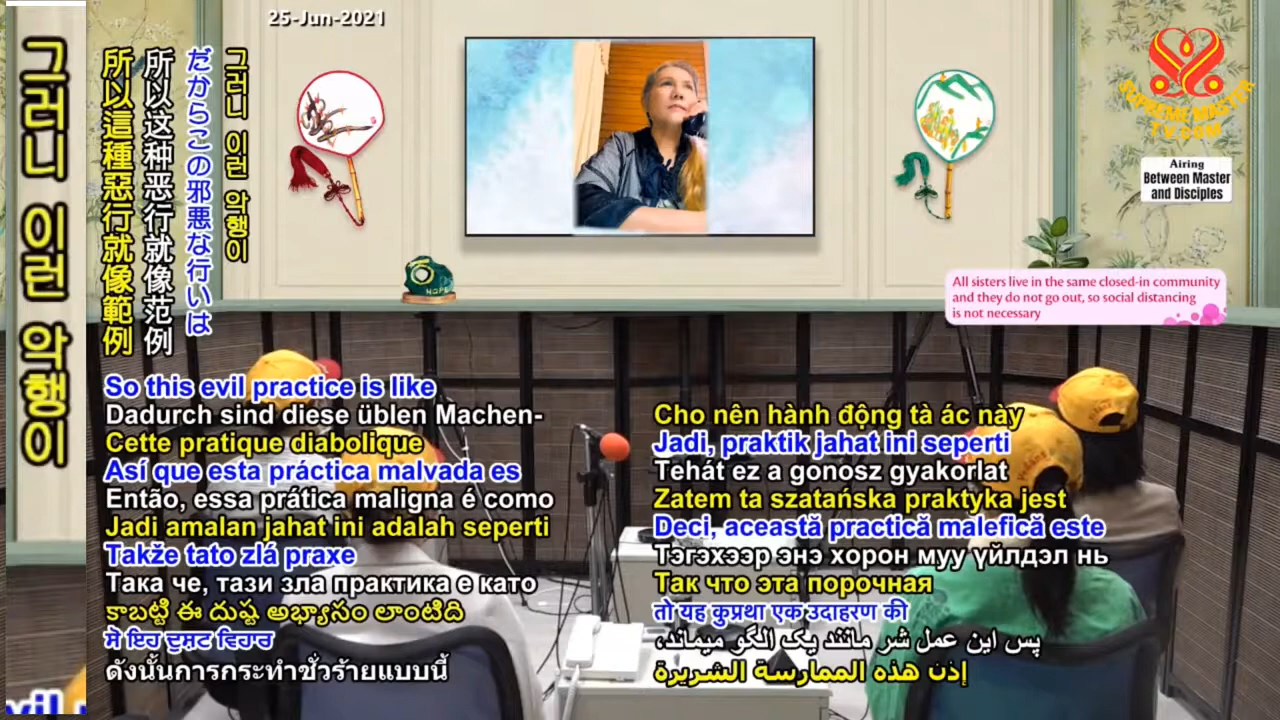 25-Jun-2021
SUPREME MASTER
TV.COM
Airing
Between Master
and Disciples
그러니 이런 악행이
그러니 이런 악행이
だからこの邪悪な行いは
所以这种恶行就像范例
所以這種惡行就像範例
HOPE
All sisters live in the same closed-in community
and they do not go out, so social distancing
is not necessary
So this evil practice is like
Dadurch sind diese üblen Machen-
Cette pratique diabolique
Así que esta práctica malvada es
Então, essa prática maligna é como
Jadi amalan jahat ini adalah seperti
Takže tato zlá praxe
Така че, тази зла практика е като
కాబట్టి ఈ దుష్ట అభ్యాసం లాంటిది
ਸੋ ਇਹ ਦੁਸ਼ਟ ਵਿਹਾਰ
ดังนั้นการกระทำชั่วร้ายแบบนี้
Cho nên hành động tà ác này
Jadi, praktik jahat ini seperti
Tehát ez a gonosz gyakorlat
Zatem ta szatańska praktyka jest
Deci, această practică malefică este
Тэгэхээр энэ хорон муу үйлдэл нь
Так что эта порочная
तो यह कुप्रथा एक उदाहरण की
پس این عمل شر مانند یک الگو میماند،
إذن هذه الممارسة الشريرة